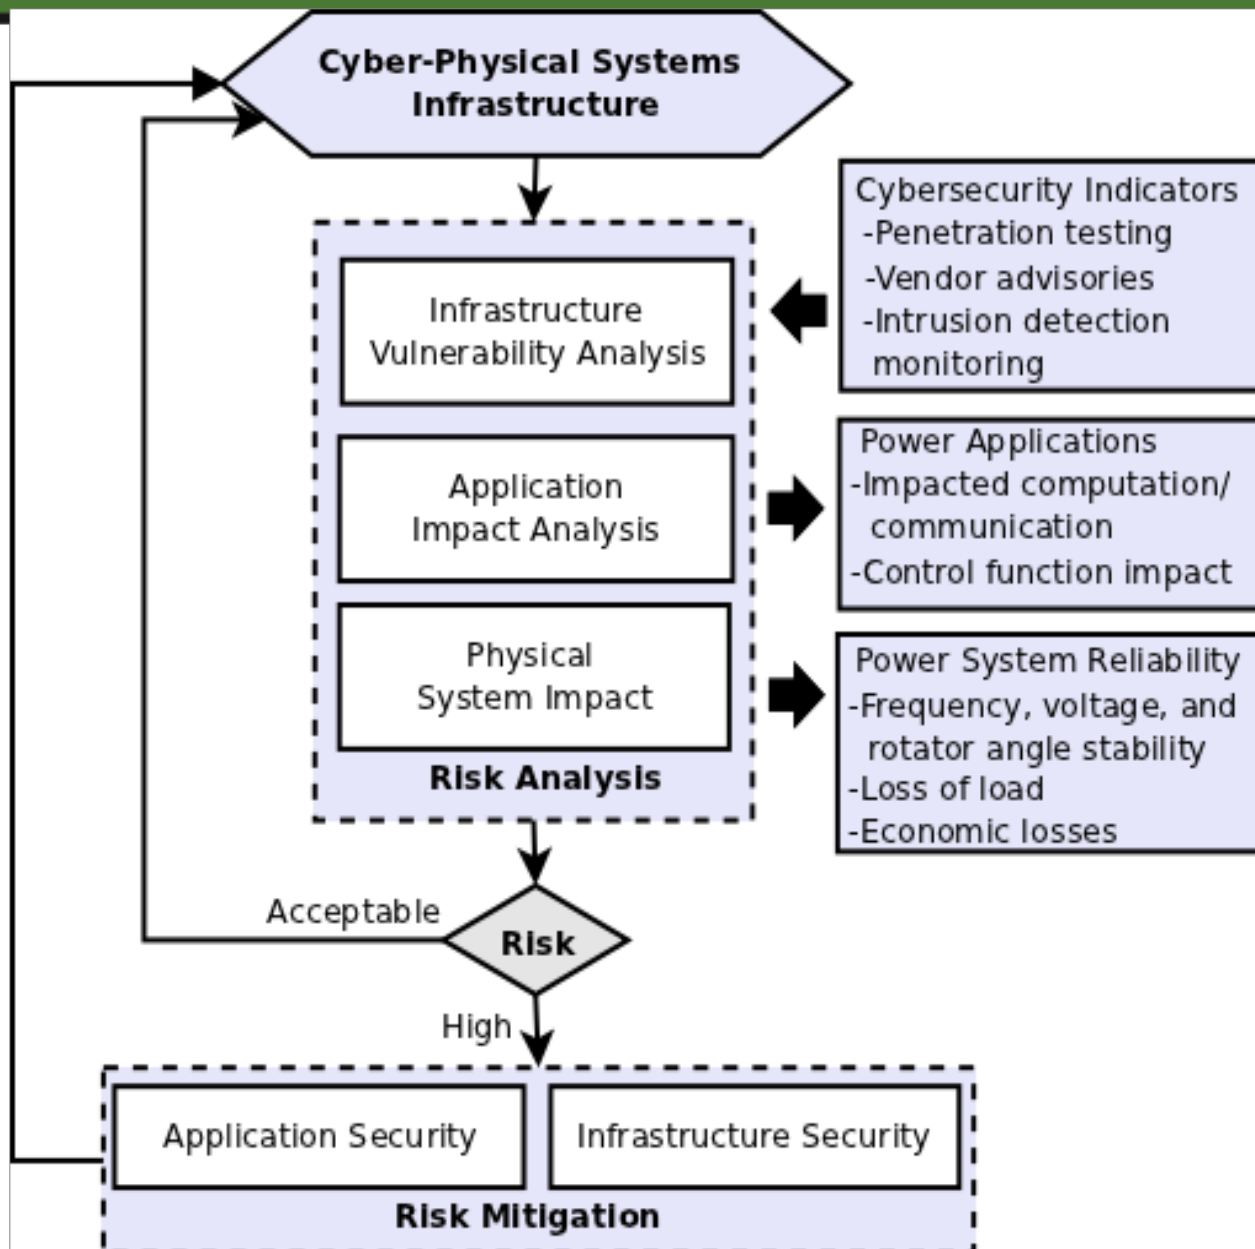 Cyber-Physical Systems
Infrastructure
Cybersecurity Indicators
-Penetration testing
-Vendor advisories
-Intrusion detection
monitoring
Infrastructure
Vulnerability Analysis
Power Applications
-Impacted computation/
communication
-Control function impact
Application
Impact Analysis
Power System Reliability
-Frequency, voltage, and
rotator angle stability
-Loss of load
-Economic losses
Physical
System Impact
Risk Analysis
Acceptable
Risk
High
Application Security
Infrastructure Security
Risk Mitigation